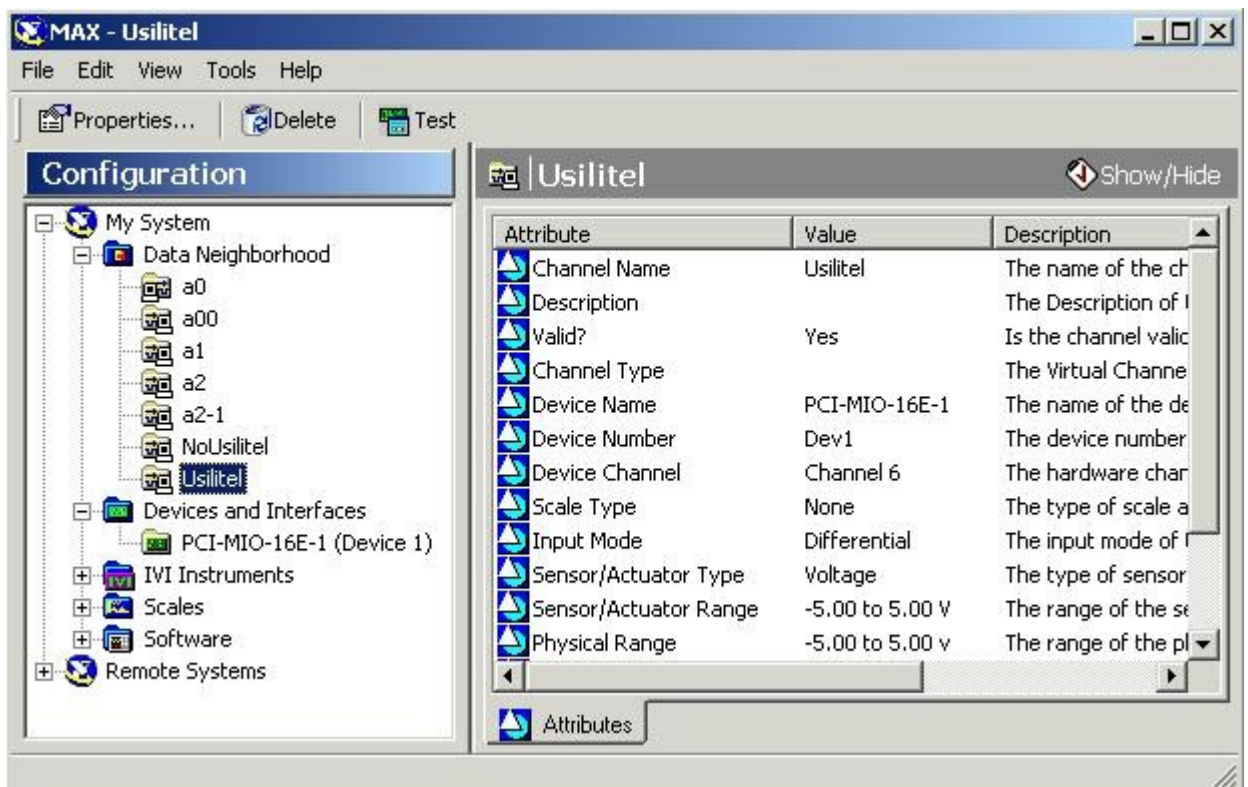 MAX - Usilitel
File Edit View Tools Help
Properties... Delete Test
Configuration
My System
Data Neighborhood
a0
a00
a1
a2
a2-1
NoUsilitel
Usilitel
Devices and Interfaces
PCI-MIO-16E-1 (Device 1)
IVI Instruments
Scales
Software
Remote Systems
Usilitel Show/Hide
Attribute Value Description
Channel Name Usilitel The name of the ch
Description The Description of
Valid? Yes Is the channel valid
Channel Type The Virtual Channe
Device Name PCI-MIO-16E-1 The name of the de
Device Number Dev1 The device number
Device Channel Channel 6 The hardware char
Scale Type None The type of scale a
Input Mode Differential The input mode of
Sensor/Actuator Type Voltage The type of sensor
Sensor/Actuator Range -5.00 to 5.00 V The range of the se
Physical Range -5.00 to 5.00 v The range of the pl
Attributes